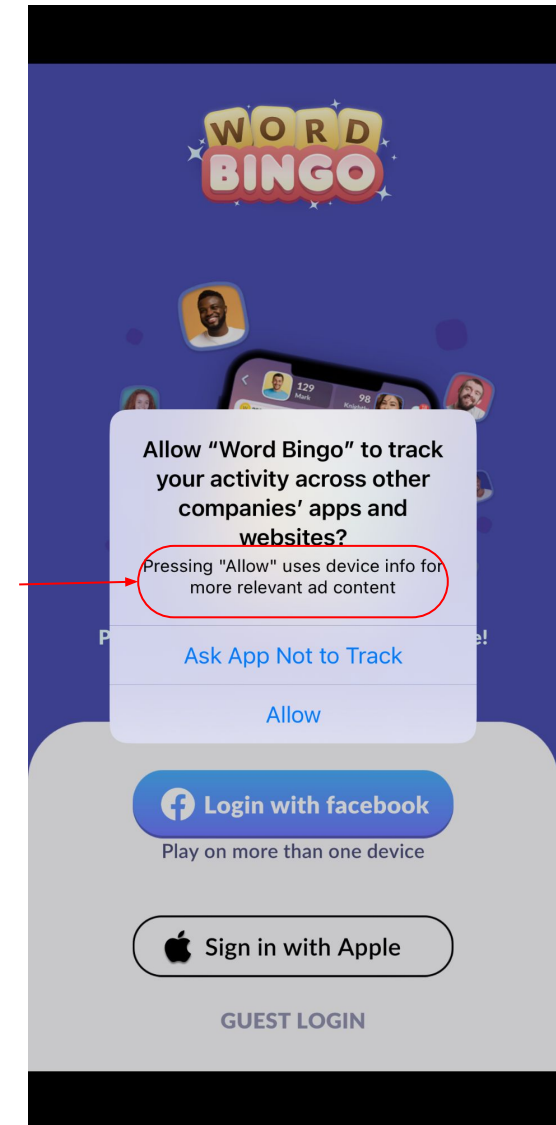 WORD
BINGO
129
Mark
98
Allow “Word Bingo” to track
your activity across other
companies’ apps and
websites?
Pressing "Allow" uses device info for
more relevant ad content
Ask App Not to Track
Allow
Login with facebook
Play on more than one device
Sign in with Apple
GUEST LOGIN